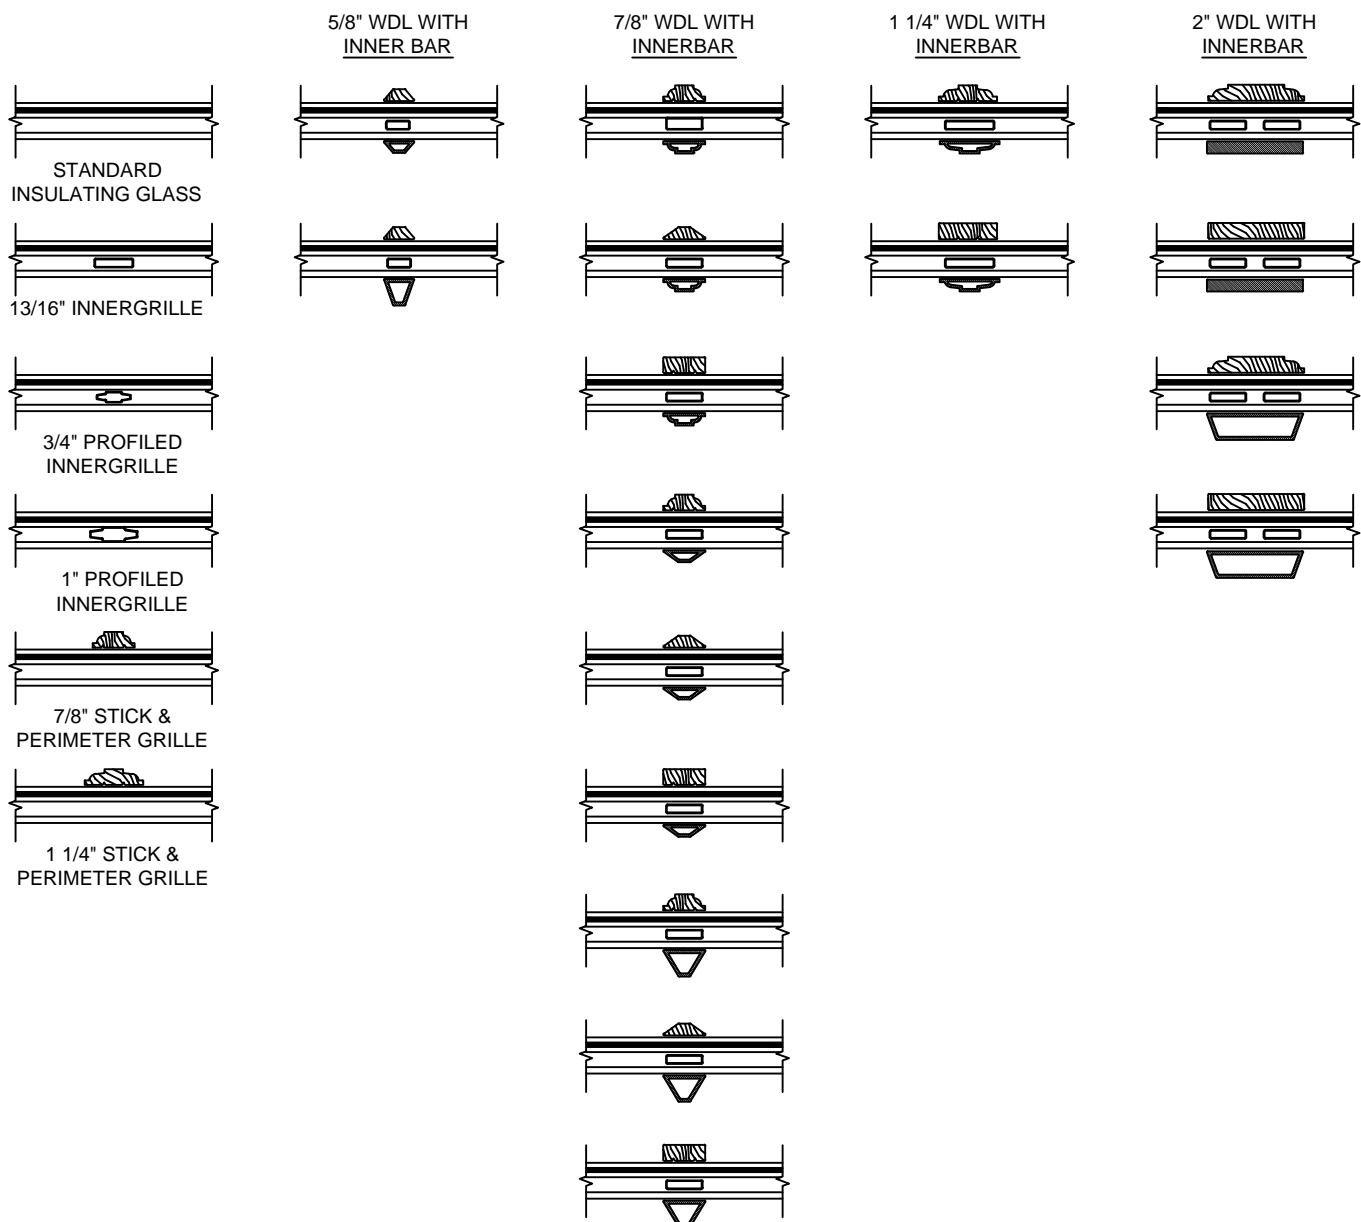 5/8" WDL WITH
INNER BAR
7/8" WDL WITH
INNERBAR
1 1/4" WDL WITH
INNERBAR
2" WDL WITH
INNERBAR
STANDARD
INSULATING GLASS
13/16" INNERGRILLE
3/4" PROFILED
INNERGRILLE
1" PROFILED
INNERGRILLE
7/8" STICK &
PERIMETER GRILLE
1 1/4" STICK &
PERIMETER GRILLE